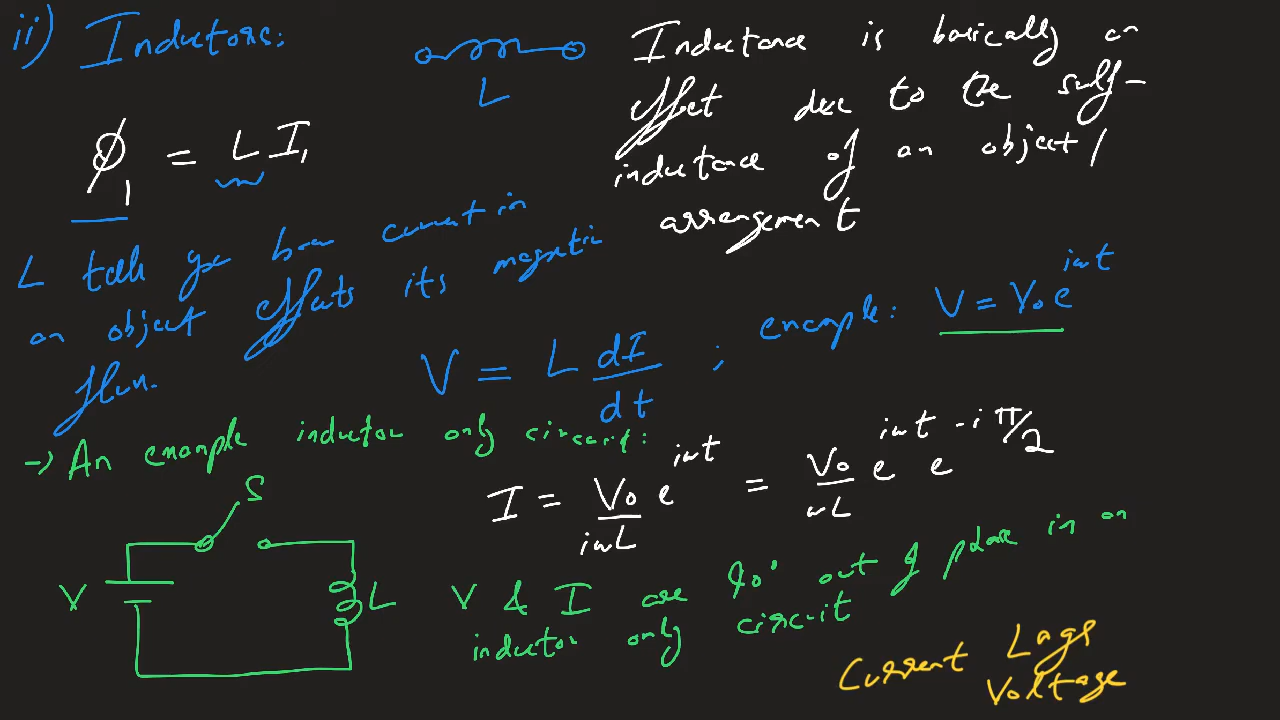 ii) Inductors:
L
Inductance is basically an
effect due to the self-
inductance of an object/
arrangement
ϕ₁ = L I₁
L tells you how current in
an object effects its magnetic
flux.
V = L dI/dt ; example: V = V₀ e^{iωt}
→ An example inductor only circuit:
I = V₀/iωL e^{iωt} = V₀/ωL e^{iωt} e^{-iπ/2}
S
V
L
V & I are 90° out of phase in an
inductor only circuit
Current Lags
Voltage